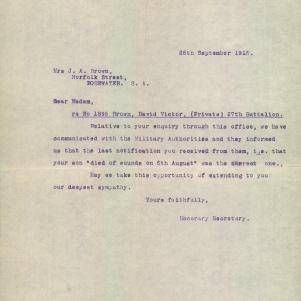 26th September 1916.
Mrs J. A. Brown,
Norfolk Street,
ROSEWATER. S. A.
Dear Madam,
re No 1898 Brown, David Victor, (Private) 27th Battalion.
Relative to your enquiry through this office, we have
communicated with the Military Authorities and they informed
us that the last notification you received from them, i.e. that
your son "died of wounds on 6th August" was the correct one.
May we take this opportunity of extending to you
our deepest sympathy.
Yours faithfully,
Honorary Secretary.